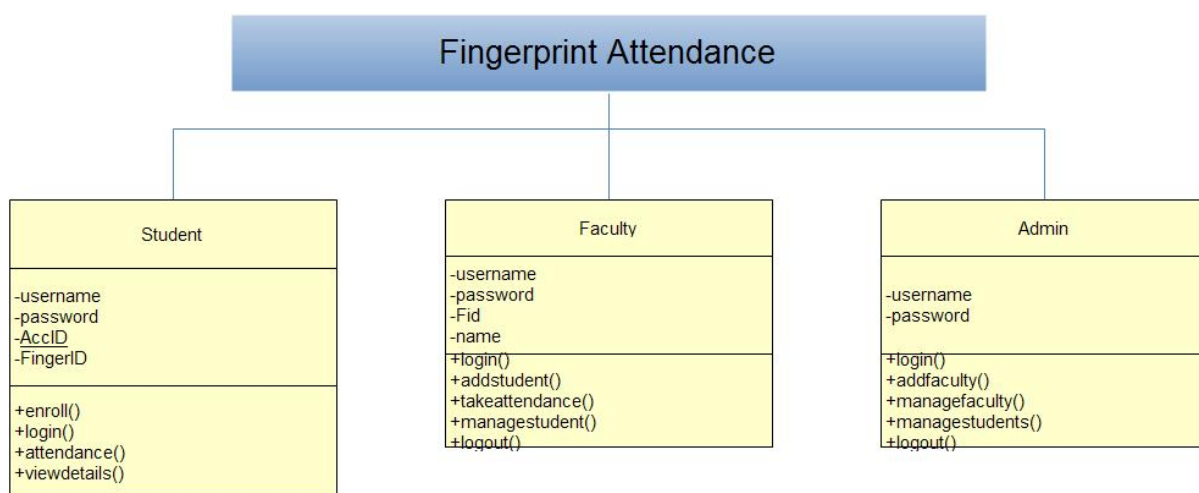 Fingerprint Attendance
Student
-username
-password
-AccID
-FingerID
+enroll()
+login()
+attendance()
+viewdetails()
Faculty
-username
-password
-Fid
-name
+login()
+addstudent()
+takeattendance()
+managestudent()
+logout()
Admin
-username
-password
+login()
+addfaculty()
+managefaculty()
+managestudents()
+logout()